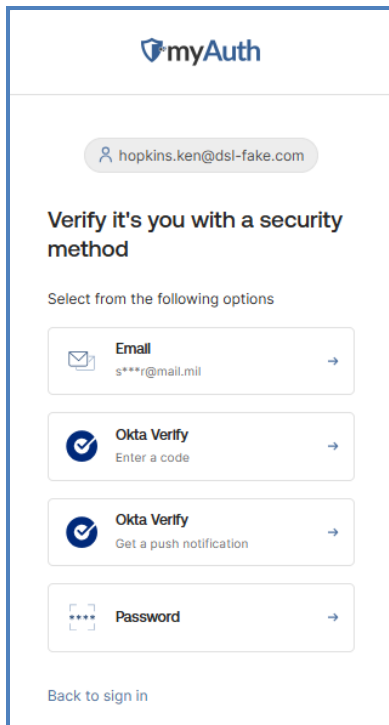 myAuth
hopkins.ken@dsl-fake.com
Verify it's you with a security
method
Select from the following options
Email
s***r@mail.mil
Okta Verify
Enter a code
Okta Verify
Get a push notification
****
Password
Back to sign in